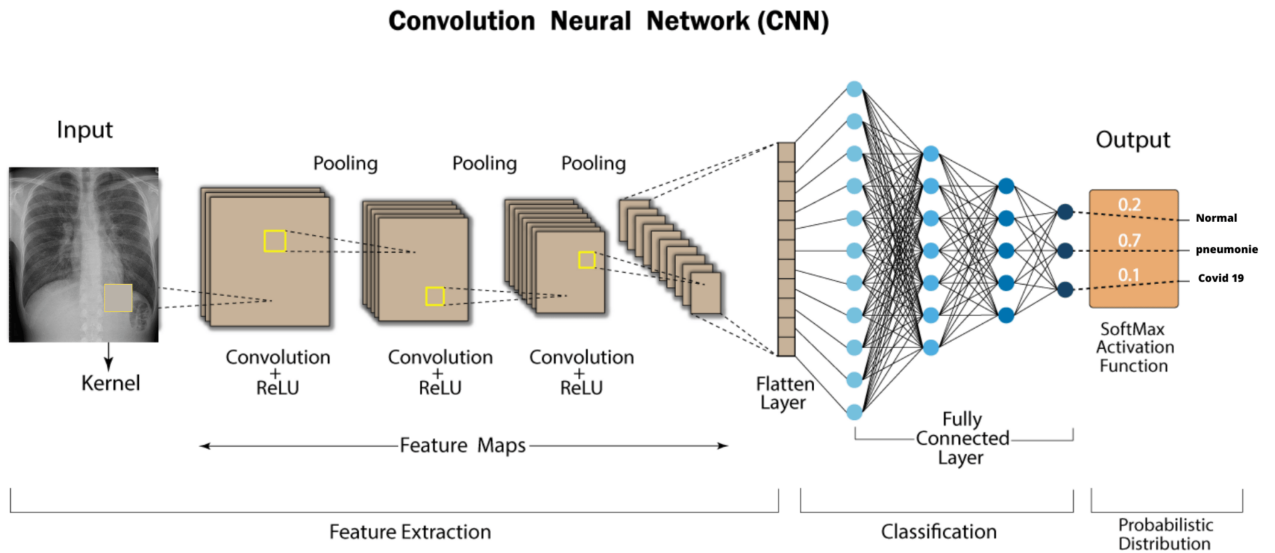 Convolution Neural Network (CNN)
Input
Kernel
Pooling
Pooling
Pooling
Convolution
+
ReLU
Convolution
+
ReLU
Convolution
+
ReLU
Feature Maps
Flatten
Layer
Fully
Connected
Layer
Output
0.2
Normal
0.7
pneumonie
0.1
Covid 19
SoftMax
Activation
Function
Feature Extraction
Classification
Probabilistic
Distribution